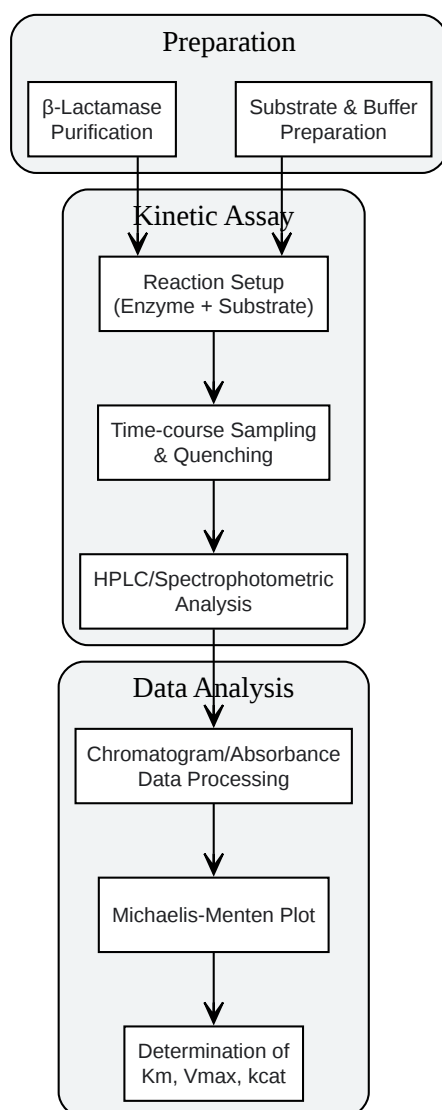 Preparation
β-Lactamase
Purification
Substrate & Buffer
Preparation
Kinetic Assay
Reaction Setup
(Enzyme + Substrate)
Time-course Sampling
& Quenching
HPLC/Spectrophotometric
Analysis
Data Analysis
Chromatogram/Absorbance
Data Processing
Michaelis-Menten Plot
Determination of
Km, Vmax, kcat